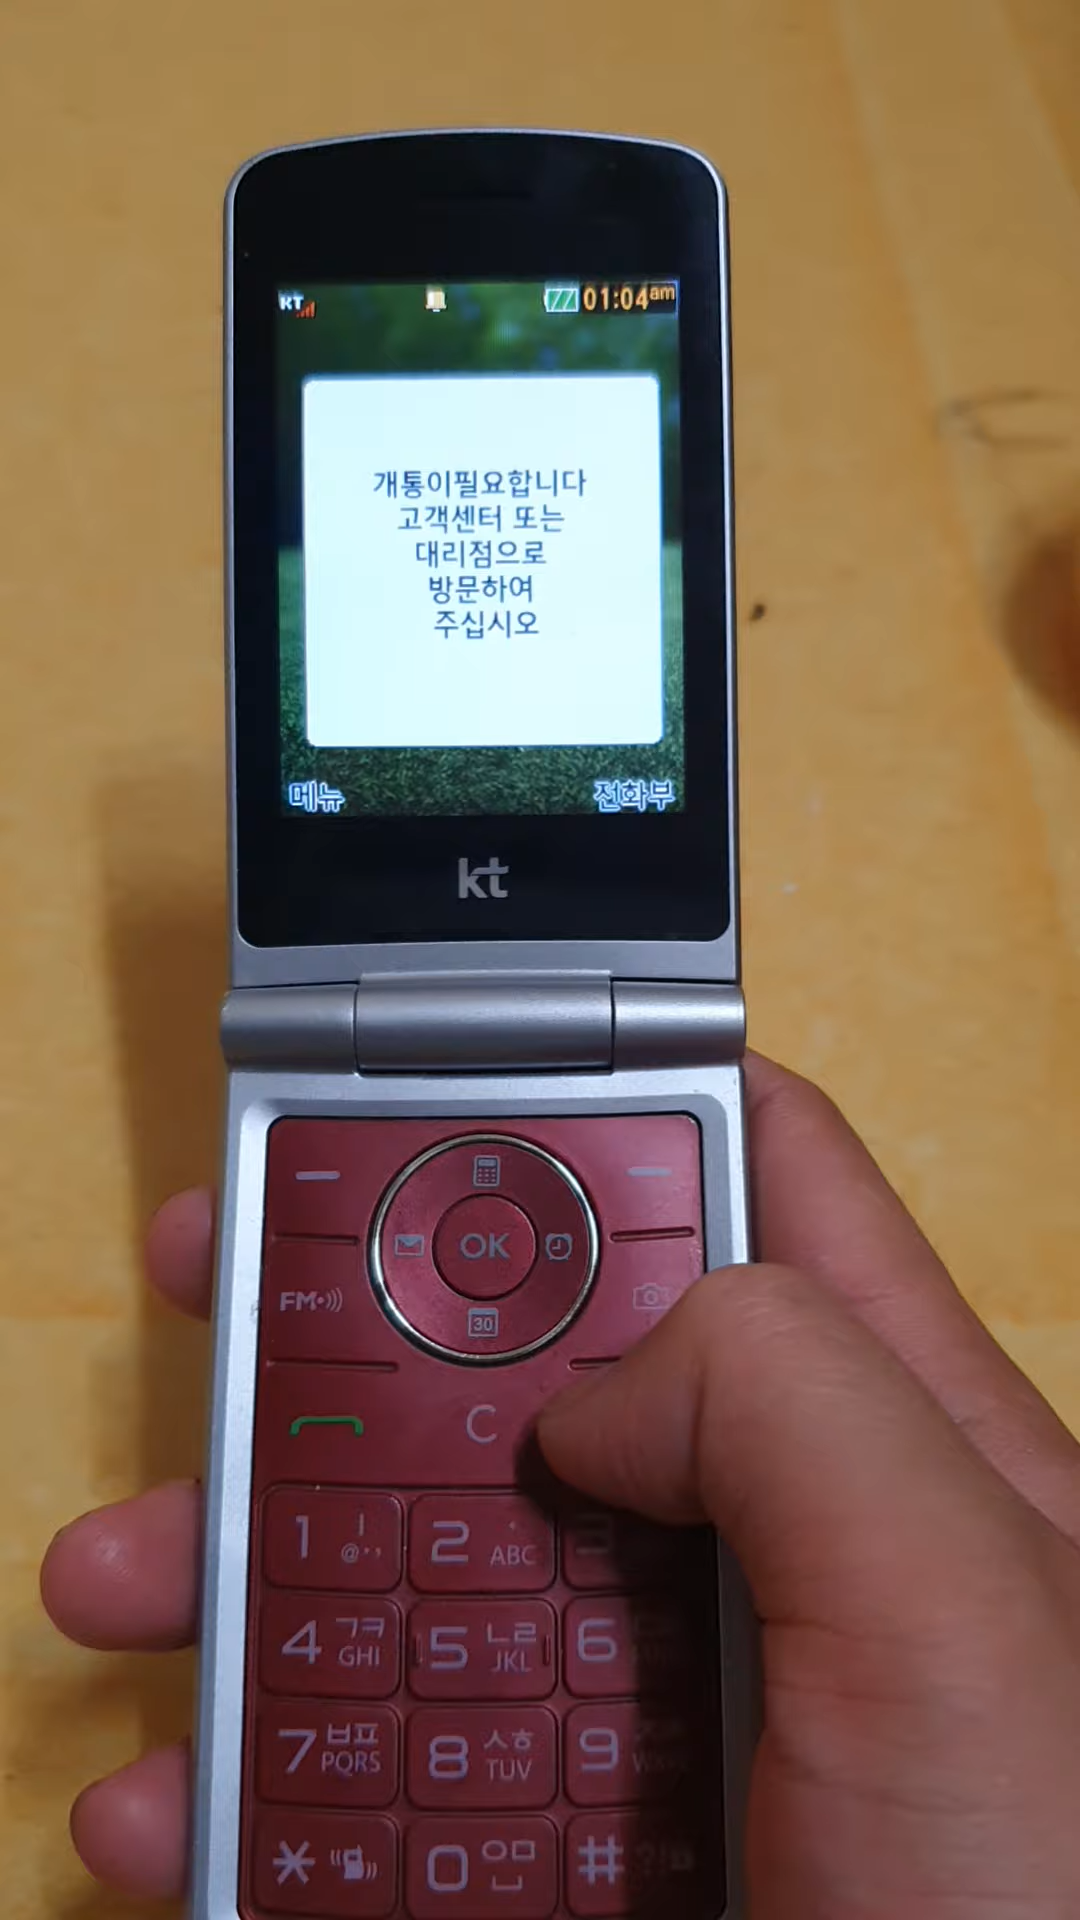 KT 01:04am
개통이필요합니다
고객센터 또는
대리점으로
방문하여
주십시오
메뉴 전화부
kt
OK
30
FM
C
1 ㅣ @
2 · ABC
4 ㄱㅋ GHI
5 ㄴㄹ JKL
6
7 ㅂㅍ PQRS
8 ㅅㅎ TUV
9
* 0 ㅇㅁ #